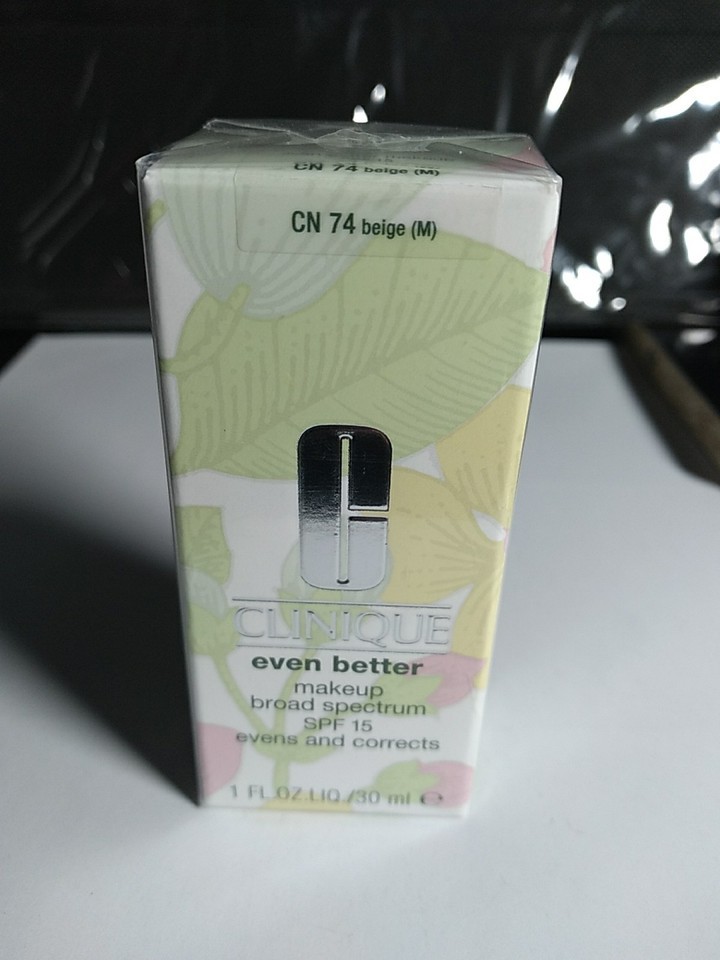 CN 74 beige (M)
CN 74 beige (M)
CLINIQUE
even better
makeup
broad spectrum
SPF 15
evens and corrects
1 FL.OZ.LIQ./30 ml ℮